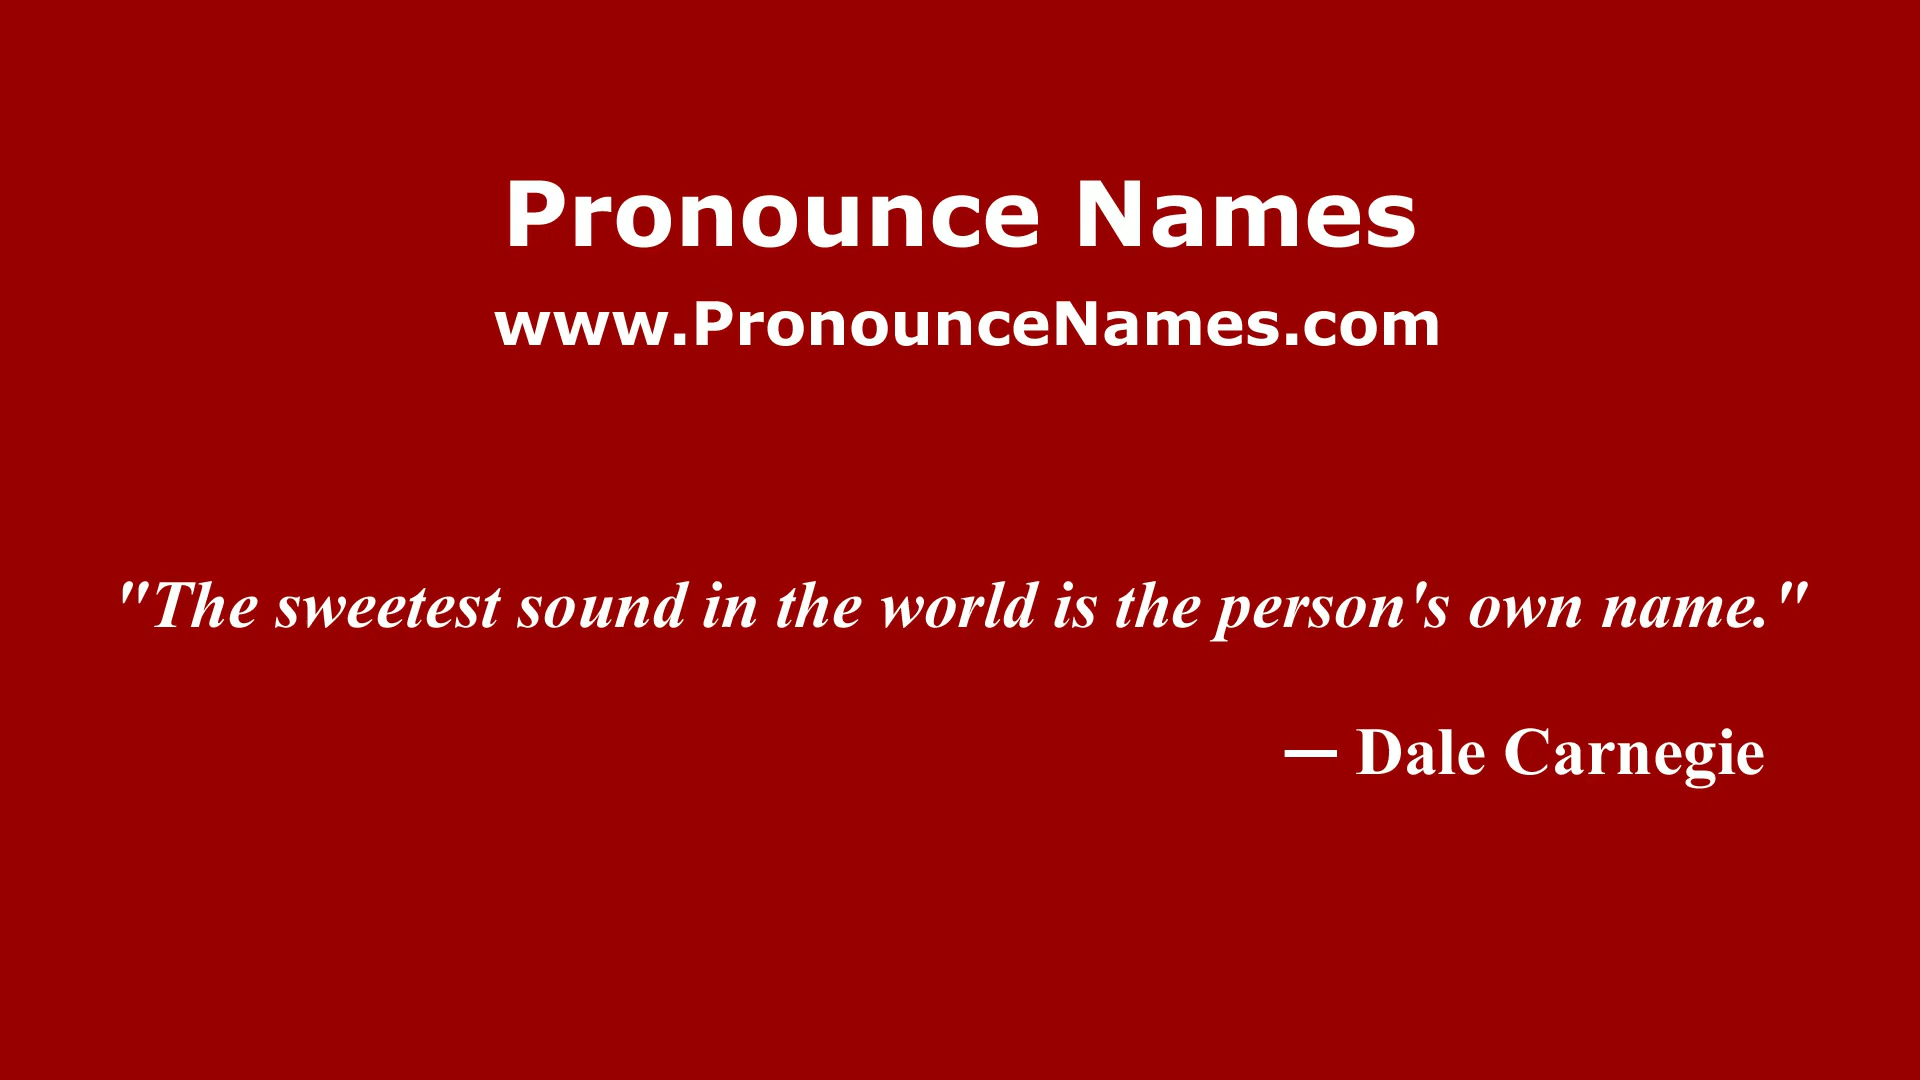 Pronounce Names
www.PronounceNames.com
"The sweetest sound in the world is the person's own name."
— Dale Carnegie